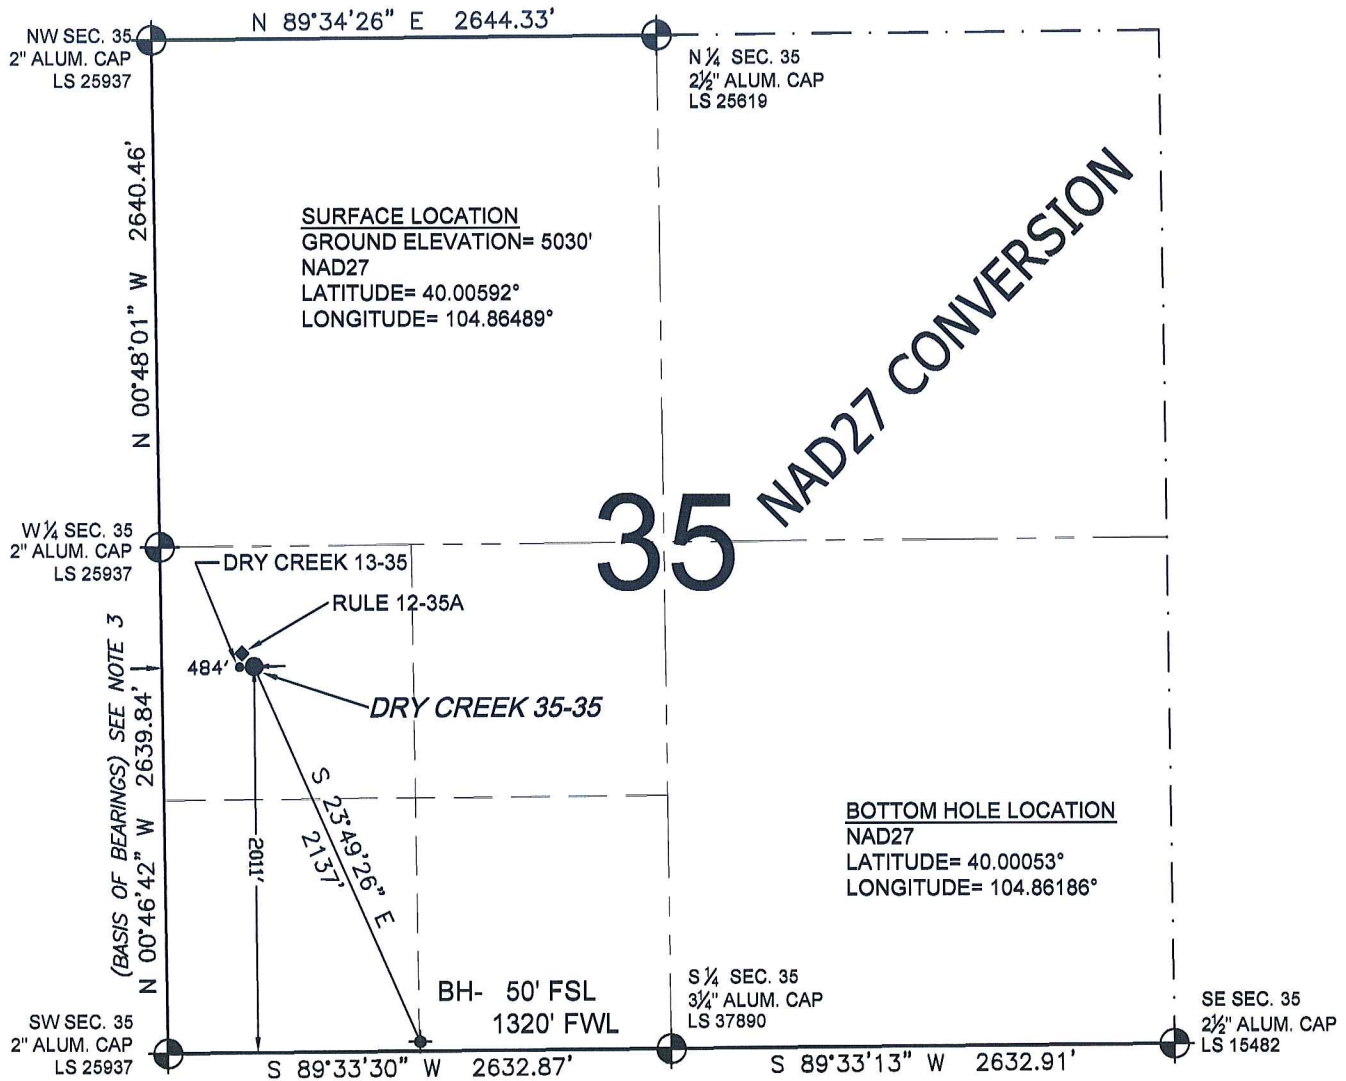 N 89°34'26" E 2644.33'
NW SEC. 35
2" ALUM. CAP
LS 25937
N ¼ SEC. 35
2½" ALUM. CAP
LS 25619
N 00°48'01" W 2640.46'
SURFACE LOCATION
GROUND ELEVATION= 5030'
NAD27
LATITUDE= 40.00592°
LONGITUDE= 104.86489°
NAD27 CONVERSION
35
W ¼ SEC. 35
2" ALUM. CAP
LS 25937
DRY CREEK 13-35
RULE 12-35A
484'
DRY CREEK 35-35
(BASIS OF BEARINGS) SEE NOTE 3
N 00°46'42" W 2639.84'
2011'
S 23°49'26" E
2137'
BOTTOM HOLE LOCATION
NAD27
LATITUDE= 40.00053°
LONGITUDE= 104.86186°
BH- 50' FSL
1320' FWL
S ¼ SEC. 35
3¼" ALUM. CAP
LS 37890
SE SEC. 35
2½" ALUM. CAP
LS 15482
SW SEC. 35
2" ALUM. CAP
LS 25937
S 89°33'30" W 2632.87'
S 89°33'13" W 2632.91'